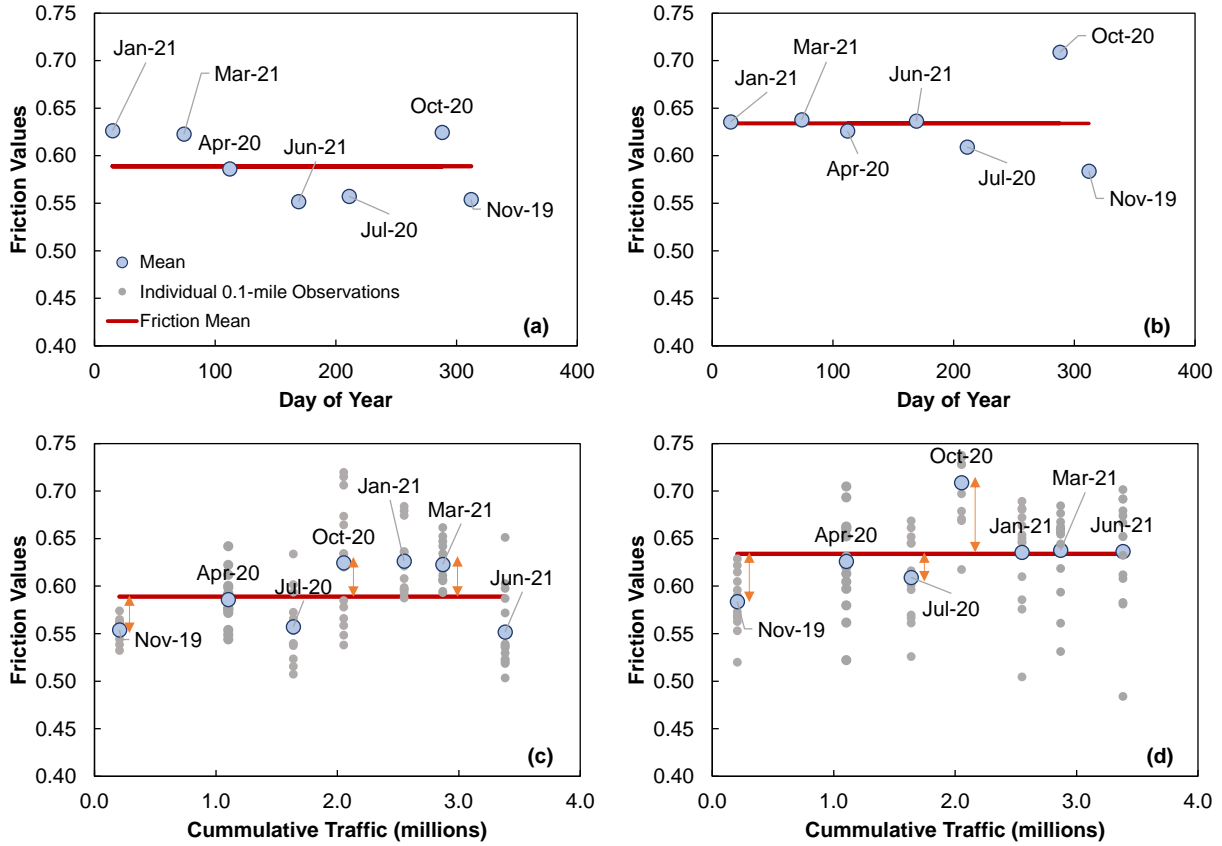 0.75
0.70
0.65
0.60
0.55
0.50
0.45
0.40
Friction Values
Jan-21
Mar-21
Apr-20
Jun-21
Jul-20
Oct-20
Nov-19
Mean
Individual 0.1-mile Observations
Friction Mean
(a)
0
100
200
300
400
Day of Year
0.75
0.70
0.65
0.60
0.55
0.50
0.45
0.40
Friction Values
Jan-21
Mar-21
Apr-20
Jun-21
Jul-20
Oct-20
Nov-19
(b)
0
100
200
300
400
Day of Year
0.75
0.70
0.65
0.60
0.55
0.50
0.45
0.40
Friction Values
Nov-19
Apr-20
Jul-20
Oct-20
Jan-21
Mar-21
Jun-21
(c)
0.0
1.0
2.0
3.0
4.0
Cummulative Traffic (millions)
0.75
0.70
0.65
0.60
0.55
0.50
0.45
0.40
Friction Values
Nov-19
Apr-20
Jul-20
Oct-20
Jan-21
Mar-21
Jun-21
(d)
0.0
1.0
2.0
3.0
4.0
Cummulative Traffic (millions)